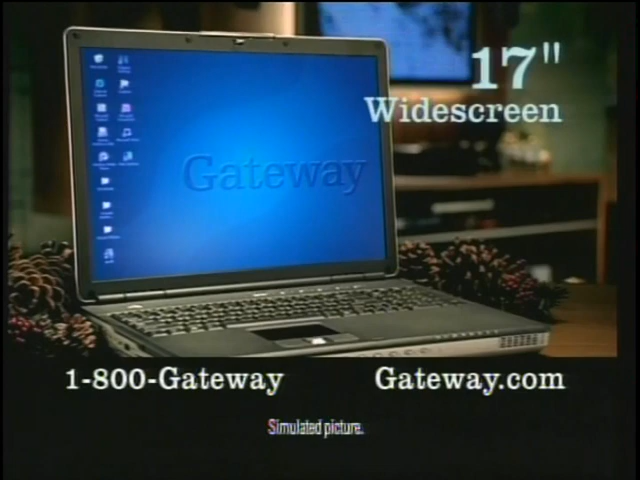 17"
Widescreen
Gateway
1-800-Gateway
Gateway.com
Simulated picture.